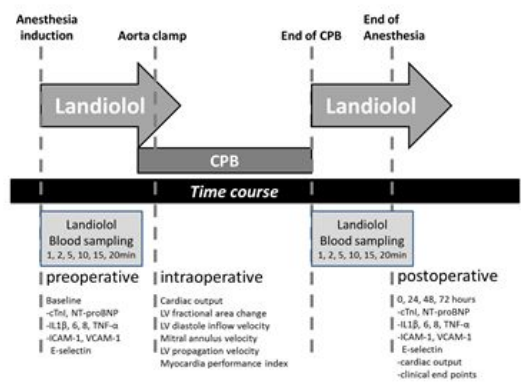 Anesthesia
induction
Aorta clamp
End of CPB
End of
Anesthesia
Landiolol
Landiolol
CPB
Time course
Landiolol
Blood sampling
1, 2, 5, 10, 15, 20min
Landiolol
Blood sampling
1, 2, 5, 10, 15, 20min
preoperative
Baseline
-cTnI, NT-proBNP
-IL1β, 6, 8, TNF-α
-ICAM-1, VCAM-1
E-selectin
intraoperative
Cardiac output
LV fractional area change
LV diastole inflow velocity
Mitral annulus velocity
LV propagation velocity
Myocardia performance index
postoperative
0, 24, 48, 72 hours
-cTnI, NT-proBNP
-IL1β, 6, 8, TNF-α
-ICAM-1, VCAM-1
E-selectin
-cardiac output
-clinical end points